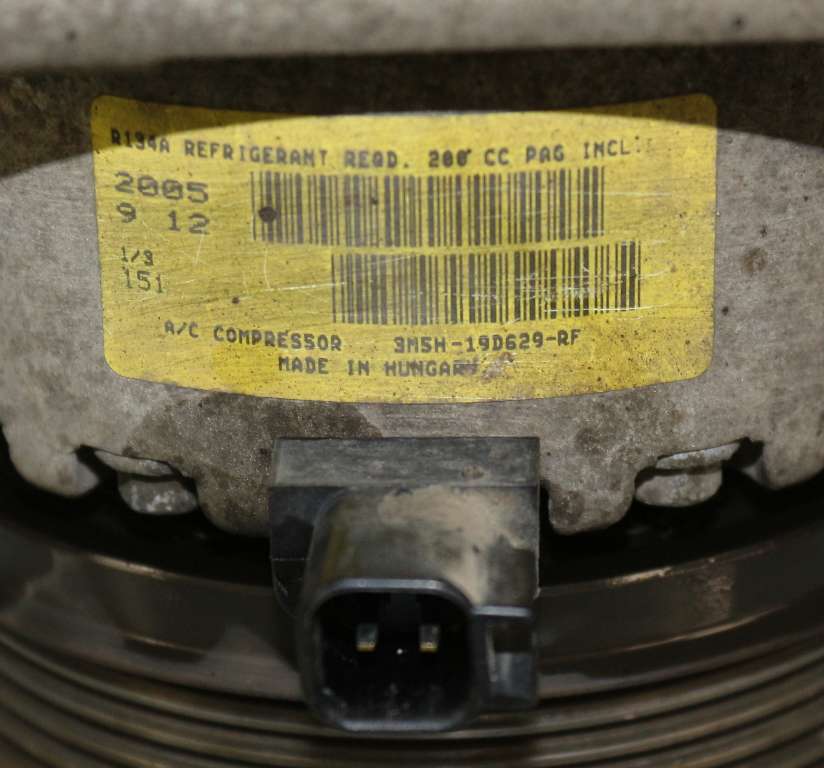 R134A REFRIGERANT REQD. 200 CC PAG INCL.
2005
9 12
1/3
151
A/C COMPRESSOR 3M5H-19D629-RF
MADE IN HUNGARY